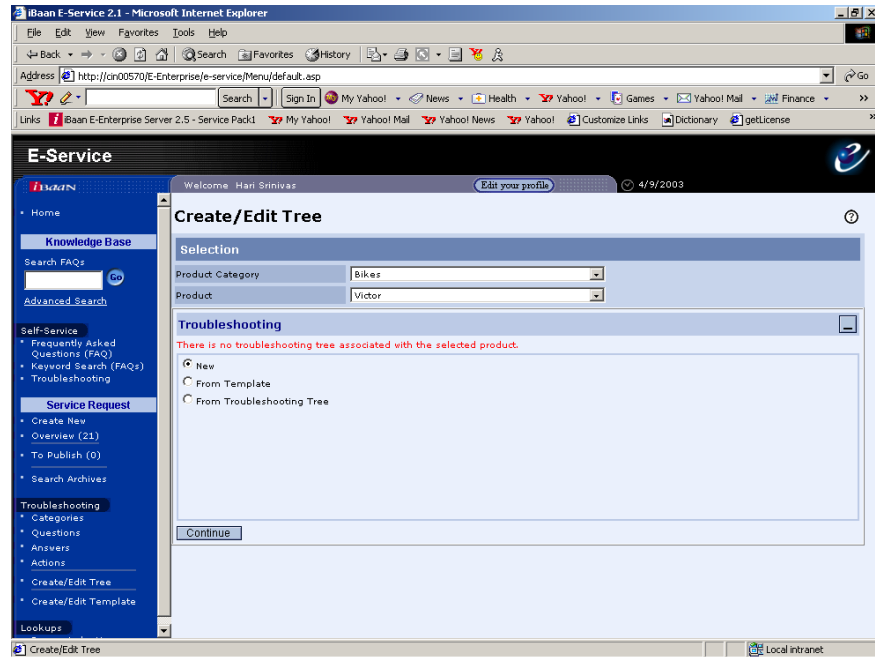 iBaan E-Service 2.1 - Microsoft Internet Explorer
File Edit View Favorites Tools Help
Back Search Favorites History
Address http://cin00570/E-Enterprise/e-service/Menu/default.asp Go
Y! Search Sign In My Yahoo! News Health Yahoo! Games Yahoo! Mail Finance »
Links iBaan E-Enterprise Server 2.5 - Service Pack1 My Yahoo! Yahoo! Mail Yahoo! News Yahoo! Customize Links Dictionary getLicense »
E-Service
iBaan Welcome Hari Srinivas Edit your profile 4/9/2003
Home
Knowledge Base
Search FAQs
Go
Advanced Search
Self-Service
Frequently Asked
Questions (FAQ)
Keyword Search (FAQs)
Troubleshooting
Service Request
Create New
Overview (21)
To Publish (0)
Search Archives
Troubleshooting
Categories
Questions
Answers
Actions
Create/Edit Tree
Create/Edit Template
Lookups
Create/Edit Tree
Selection
Product Category Bikes
Product Victor
Troubleshooting
There is no troubleshooting tree associated with the selected product.
New
From Template
From Troubleshooting Tree
Continue
Create/Edit Tree Local intranet